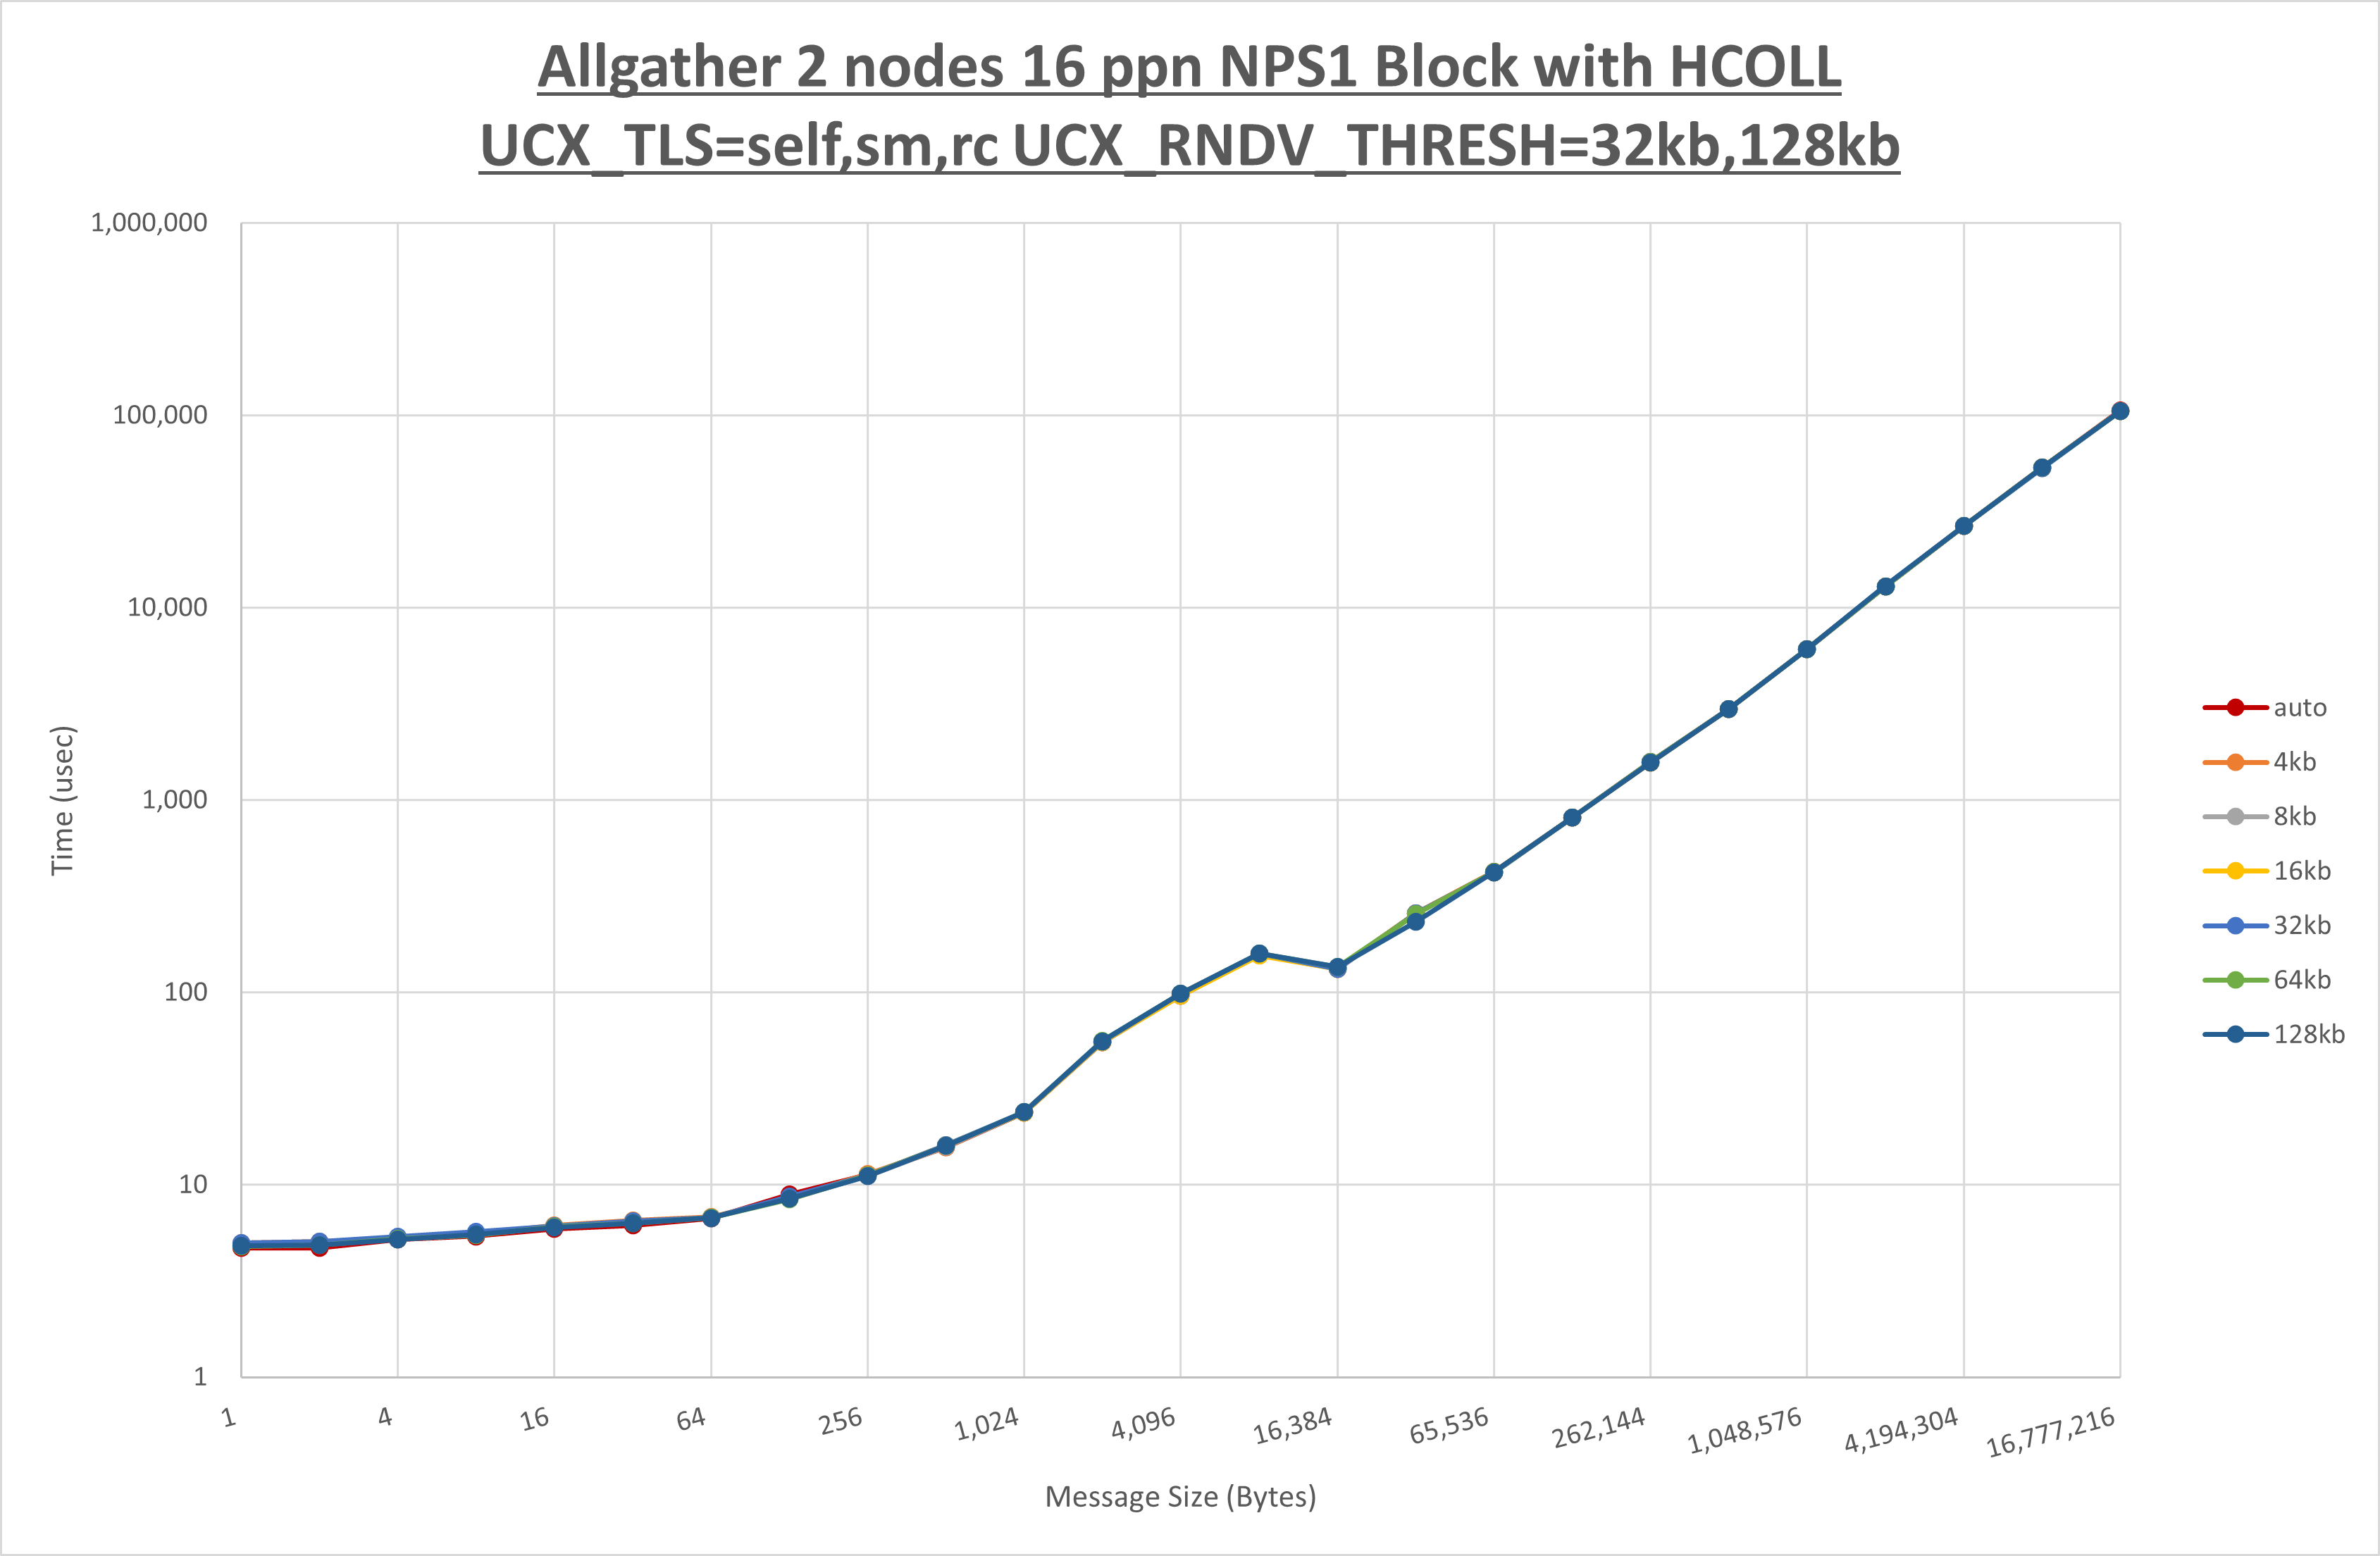 Allgather 2 nodes 16 ppn NPS1 Block with HCOLL
UCX_TLS=self,sm,rc UCX_RNDV_THRESH=32kb,128kb
1,000,000
100,000
10,000
1,000
100
10
1
Time (usec)
1
4
16
64
256
1,024
4,096
16,384
65,536
262,144
1,048,576
4,194,304
16,777,216
Message Size (Bytes)
auto
4kb
8kb
16kb
32kb
64kb
128kb